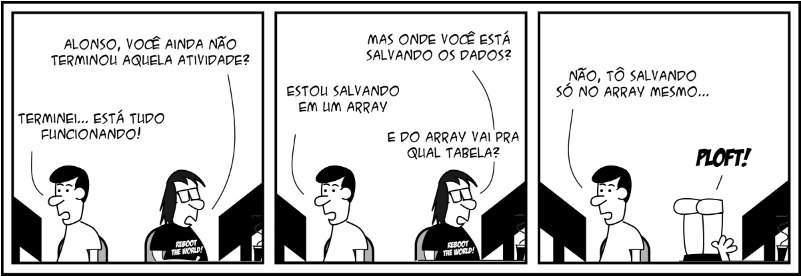 ALONSO, VOCÊ AINDA NÃO
TERMINOU AQUELA ATIVIDADE?
TERMINEI... ESTÁ TUDO
FUNCIONANDO!
REBOOT
THE WORLD!
MAS ONDE VOCÊ ESTÁ
SALVANDO OS DADOS?
ESTOU SALVANDO
EM UM ARRAY
E DO ARRAY VAI PRA
QUAL TABELA?
REBOOT
THE WORLD!
NÃO, TÔ SALVANDO
SÓ NO ARRAY MESMO...
PLOFT!